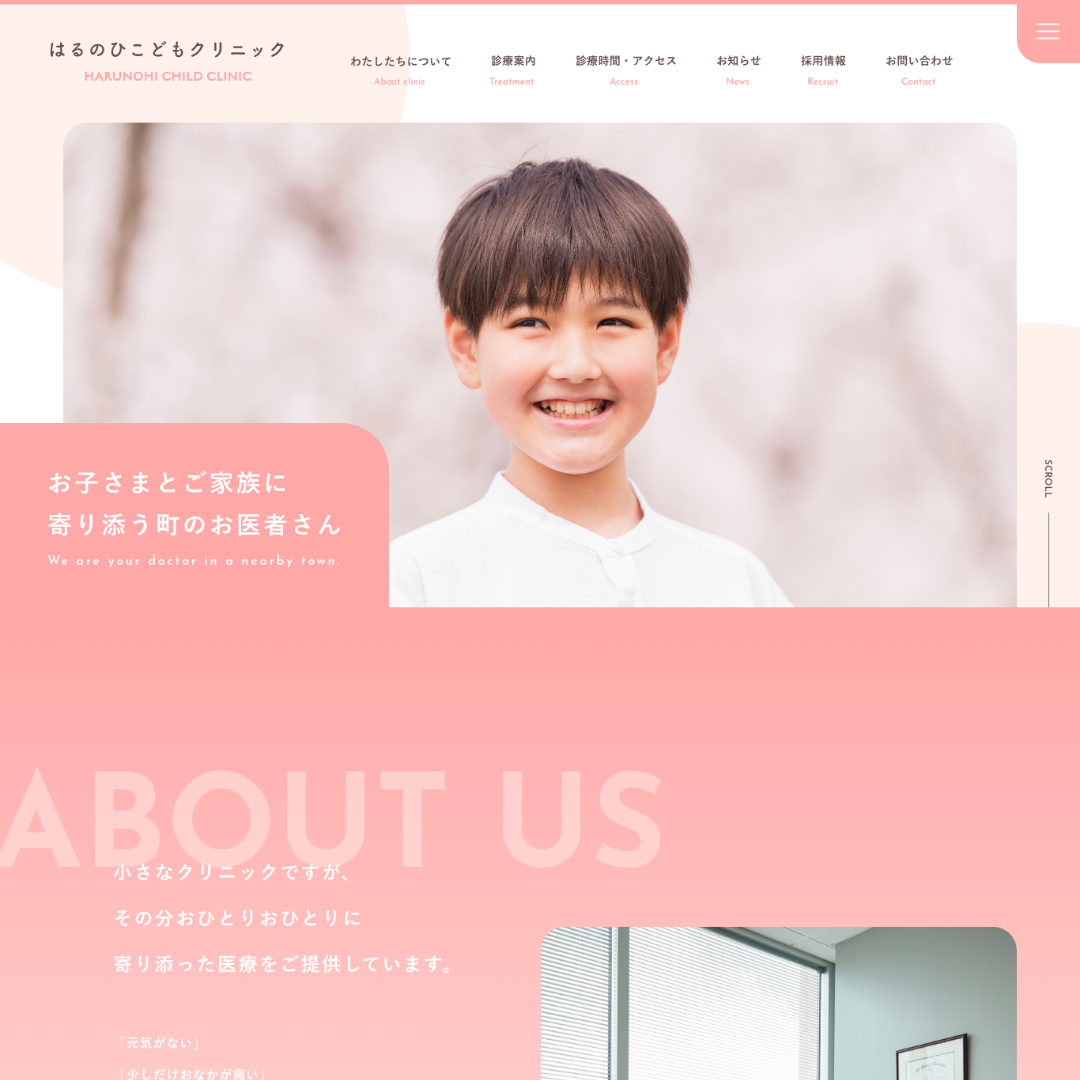 はるのひこどもクリニック
HARUNOHI CHILD CLINIC
わたしたちについて
About clinic
診療案内
Treatment
診療時間・アクセス
Access
お知らせ
News
採用情報
Recruit
お問い合わせ
Contact
お子さまとご家族に
寄り添う町のお医者さん
We are your doctor in a nearby town.
SCROLL
ABOUT US
小さなクリニックですが、
その分おひとりおひとりに
寄り添った医療をご提供しています。
「元気がない」
「少しだけおなかが痛い」